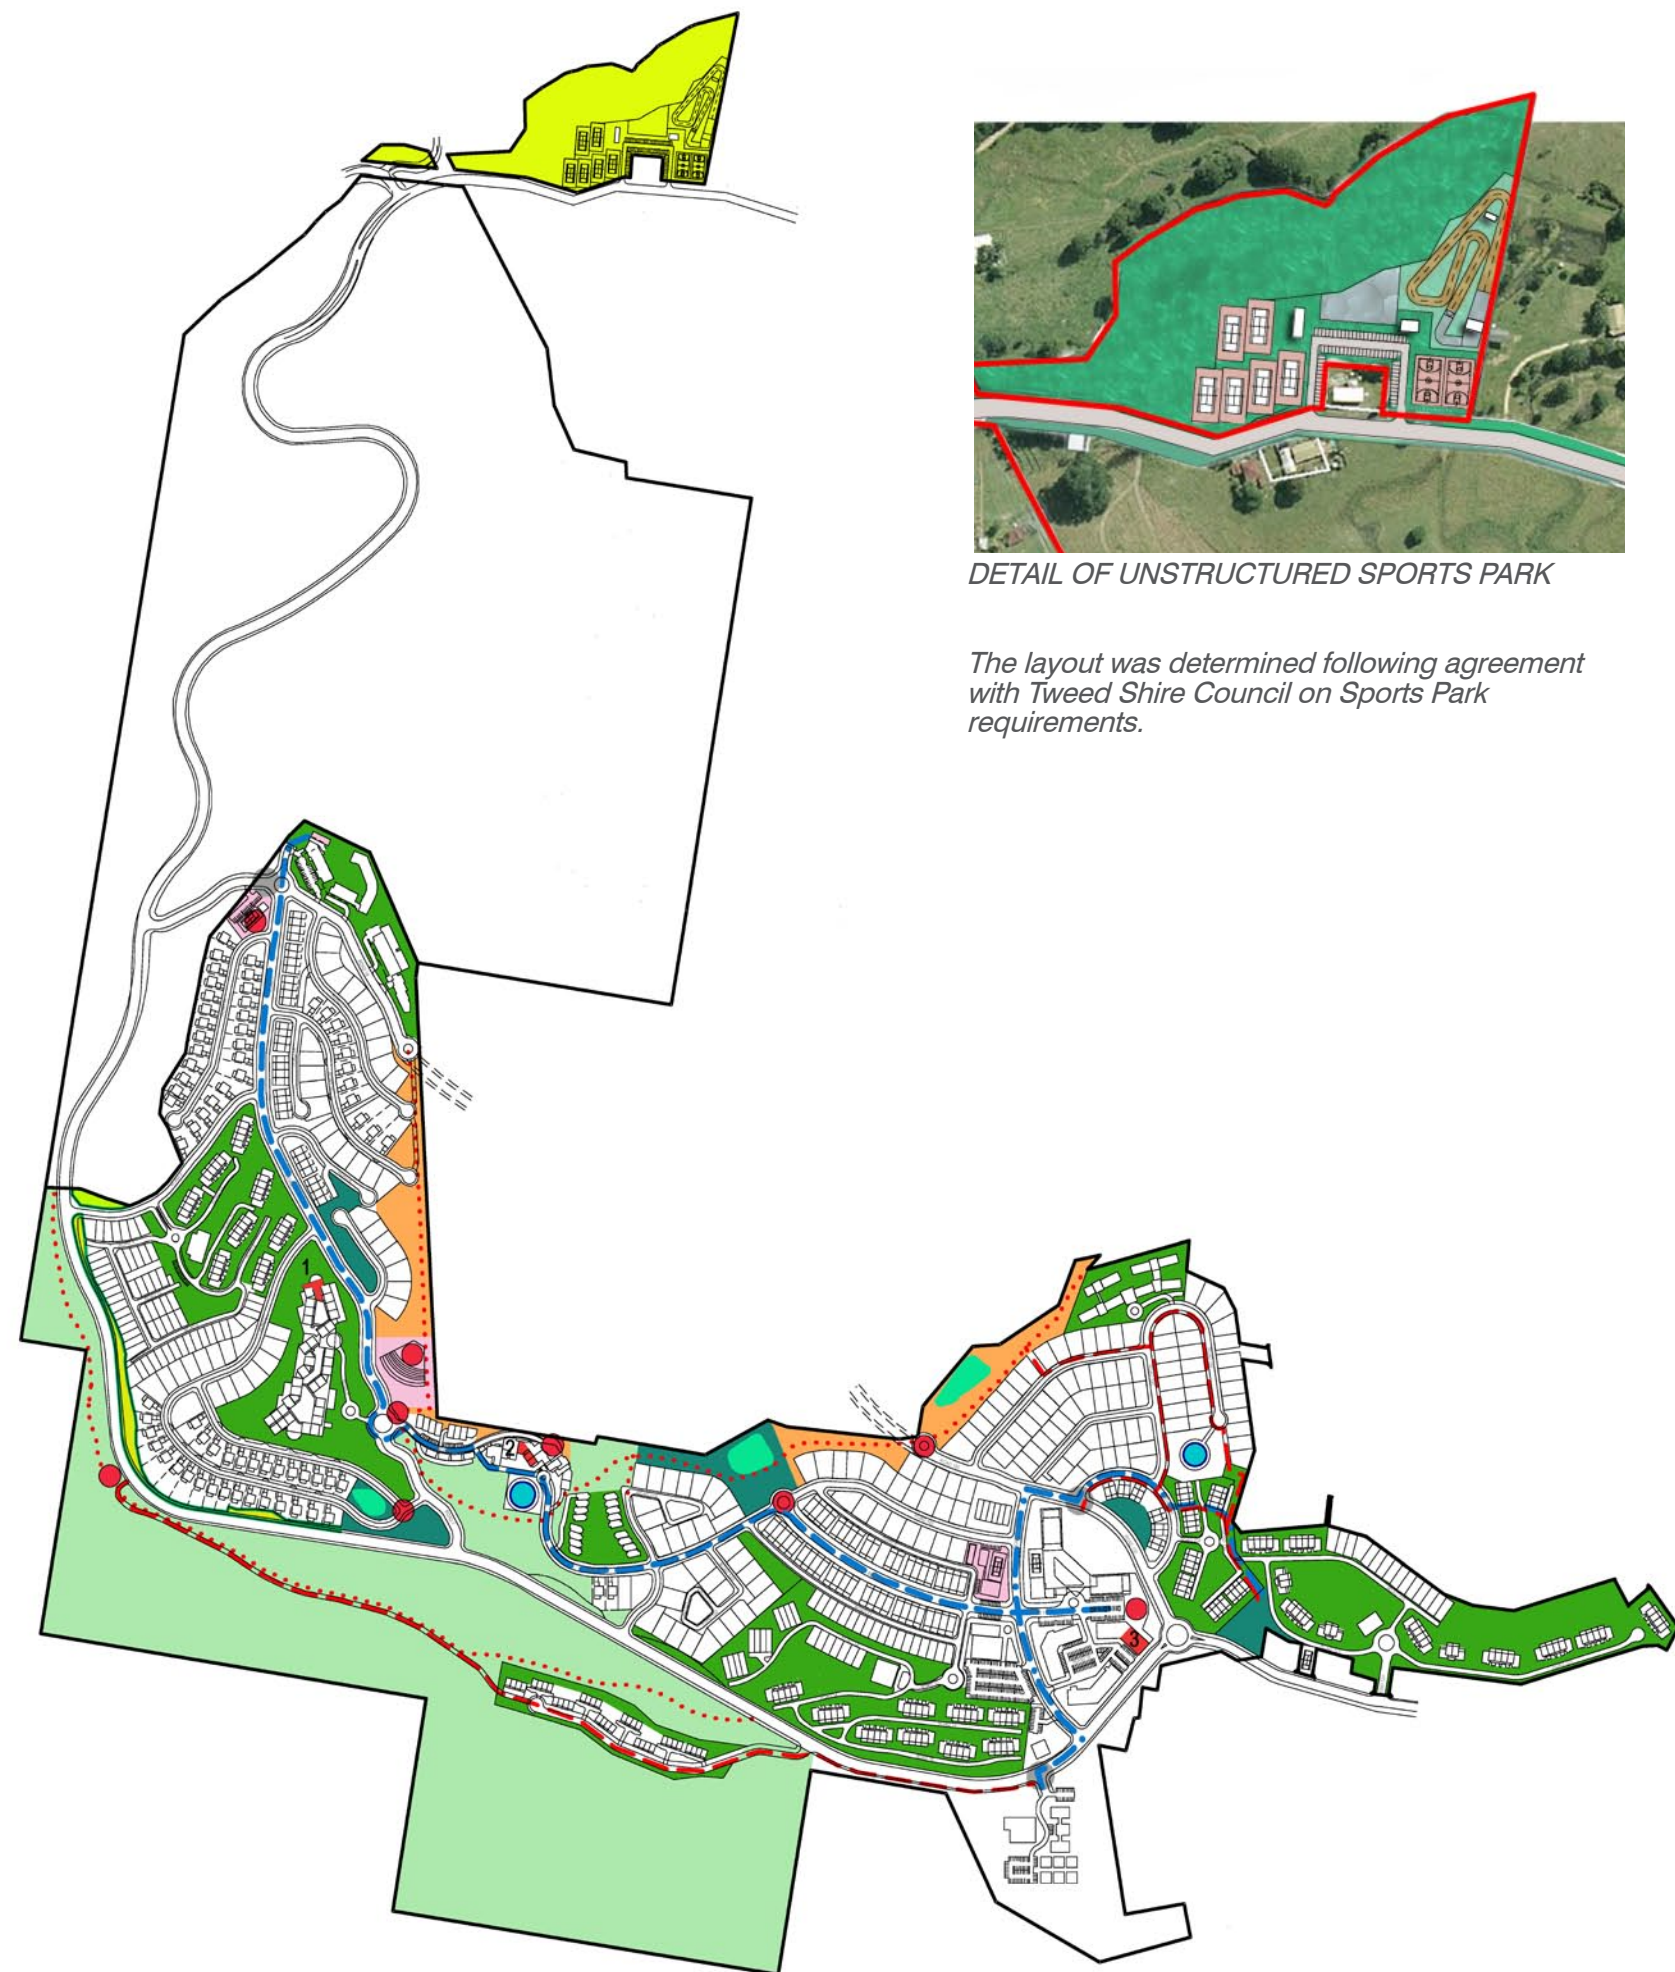 DETAIL OF UNSTRUCTURED SPORTS PARK
The layout was determined following agreement
with Tweed Shire Council on Sports Park
requirements.
1
2
3